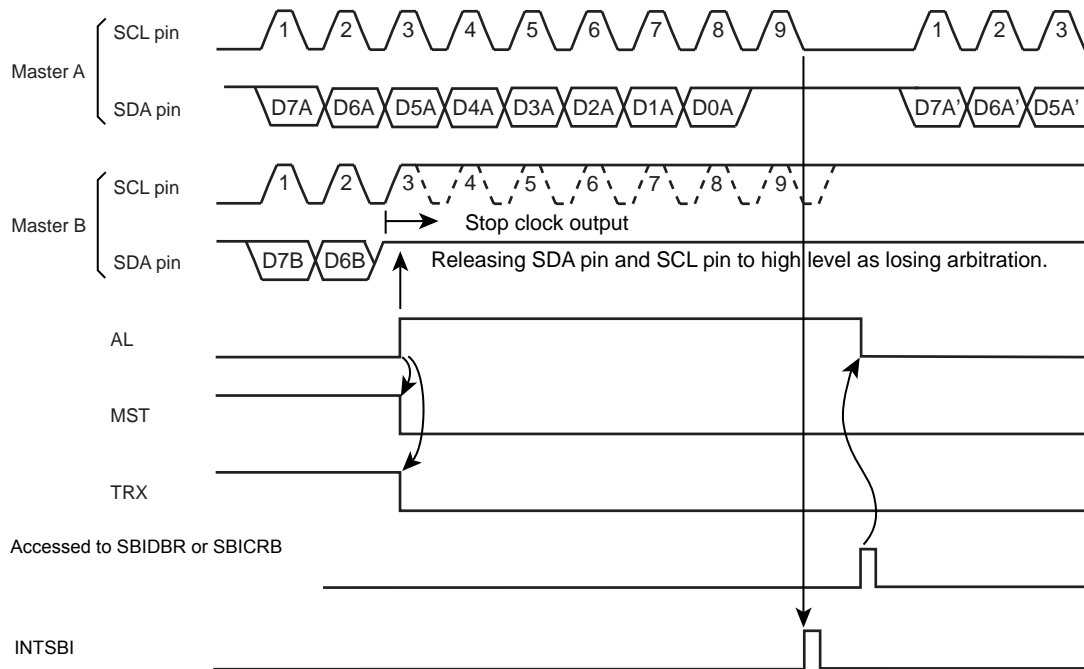 SCL pin 1 2 3 4 5 6 7 8 9 1 2 3
Master A
SDA pin D7A D6A D5A D4A D3A D2A D1A D0A D7A' D6A' D5A'
SCL pin 1 2 3 4 5 6 7 8 9
Master B
Stop clock output
SDA pin D7B D6B
Releasing SDA pin and SCL pin to high level as losing arbitration.
AL
MST
TRX
Accessed to SBIDBR or SBICRB
INTSBI